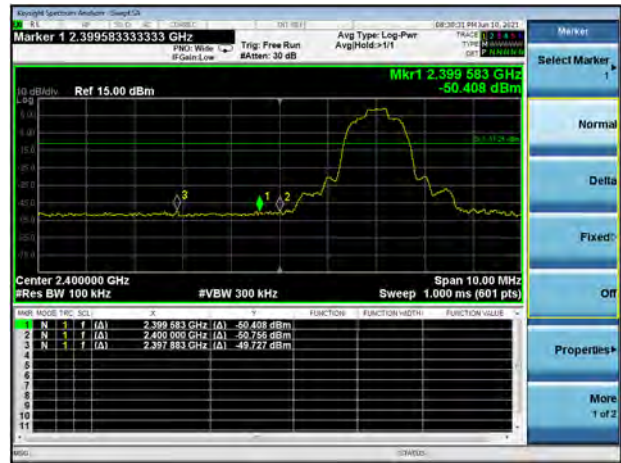 Keysight Spectrum Analyzer - Swept SA
Marker 1 2.399583333333 GHz
PNO: Wide
IFGain:Low
Trig: Free Run
#Atten: 30 dB
Avg Type: Log-Pwr
Avg|Hold:>1/1
08:38:31 PM Jun 10, 2021
TRACE 1 2 3 4 5 6
TYPE
DET P N N N N N
Mkr1 2.399 583 GHz
-50.408 dBm
10 dB/div
Ref 15.00 dBm
Log
3
1
2
Center 2.400000 GHz
Span 10.00 MHz
#Res BW 100 kHz
#VBW 300 kHz
Sweep 1.000 ms (601 pts)
MKR MODE TRC SCL X Y FUNCTION FUNCTION WIDTH FUNCTION VALUE
1 N 1 f (Δ) 2.399 583 GHz (Δ) -50.408 dBm
2 N 1 f (Δ) 2.400 000 GHz (Δ) -50.756 dBm
3 N 1 f (Δ) 2.397 883 GHz (Δ) -49.727 dBm
4
5
6
7
8
9
10
11
MSG
STATUS
Marker
Select Marker
1
Normal
Delta
Fixed
Off
Properties
More
1 of 2